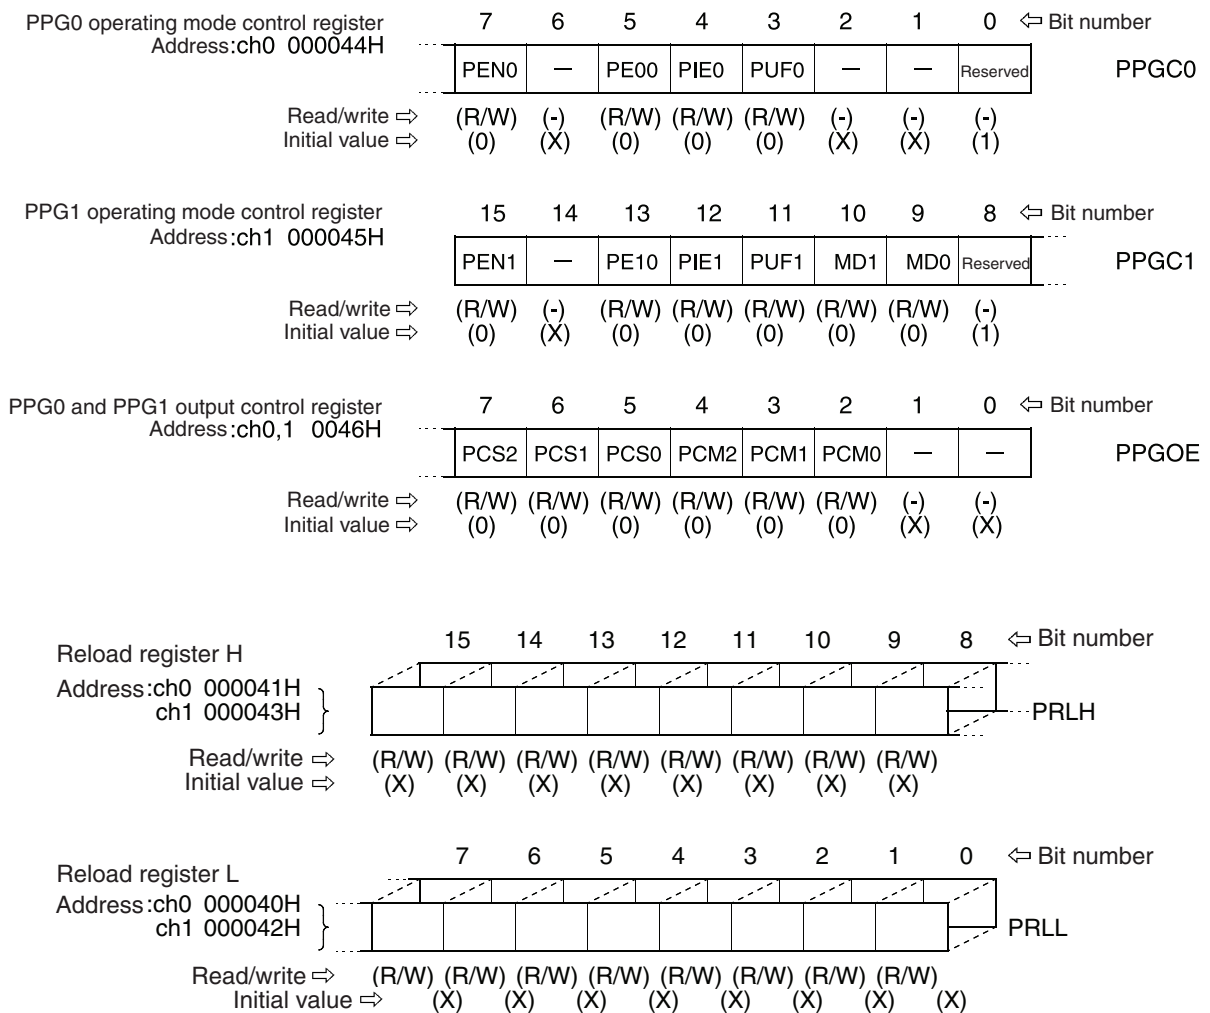 PPG0 operating mode control register 7 6 5 4 3 2 1 0 ⇦ Bit number
Address:ch0 000044H
PEN0 — PE00 PIE0 PUF0 — — Reserved PPGC0
Read/write ⇨ (R/W) (-) (R/W) (R/W) (R/W) (-) (-) (-)
Initial value ⇨ (0) (X) (0) (0) (0) (X) (X) (1)
PPG1 operating mode control register 15 14 13 12 11 10 9 8 ⇦ Bit number
Address:ch1 000045H
PEN1 — PE10 PIE1 PUF1 MD1 MD0 Reserved PPGC1
Read/write ⇨ (R/W) (-) (R/W) (R/W) (R/W) (R/W) (R/W) (-)
Initial value ⇨ (0) (X) (0) (0) (0) (0) (0) (1)
PPG0 and PPG1 output control register 7 6 5 4 3 2 1 0 ⇦ Bit number
Address:ch0,1 0046H
PCS2 PCS1 PCS0 PCM2 PCM1 PCM0 — — PPGOE
Read/write ⇨ (R/W) (R/W) (R/W) (R/W) (R/W) (R/W) (-) (-)
Initial value ⇨ (0) (0) (0) (0) (0) (0) (X) (X)
15 14 13 12 11 10 9 8 ⇦ Bit number
Reload register H
Address:ch0 000041H
ch1 000043H PRLH
Read/write ⇨ (R/W) (R/W) (R/W) (R/W) (R/W) (R/W) (R/W) (R/W)
Initial value ⇨ (X) (X) (X) (X) (X) (X) (X) (X)
7 6 5 4 3 2 1 0 ⇦ Bit number
Reload register L
Address:ch0 000040H
ch1 000042H PRLL
Read/write ⇨ (R/W) (R/W) (R/W) (R/W) (R/W) (R/W) (R/W) (R/W)
Initial value ⇨ (X) (X) (X) (X) (X) (X) (X) (X)